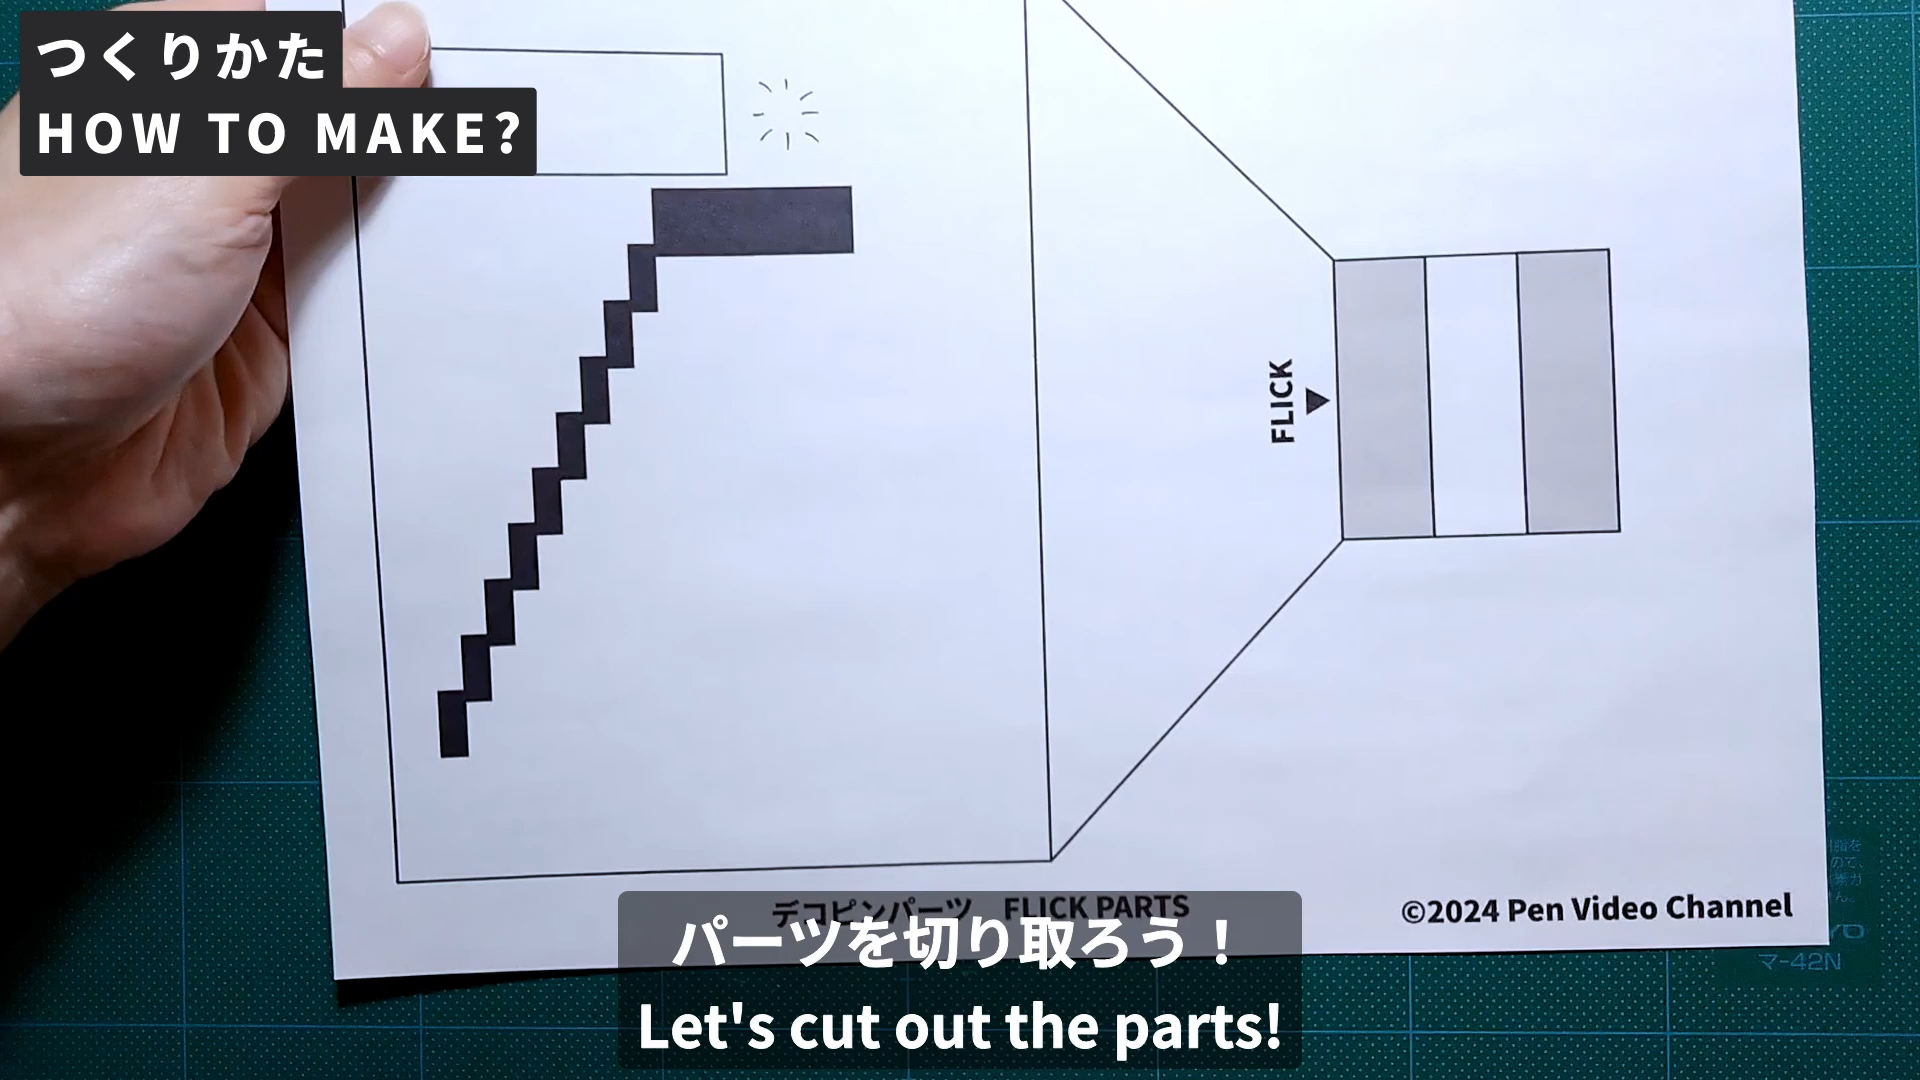 つくりかた
HOW TO MAKE?
FLICK
デコピンパーツ FLICK PARTS
©2024 Pen Video Channel
マ-42N
パーツを切り取ろう！
Let's cut out the parts!